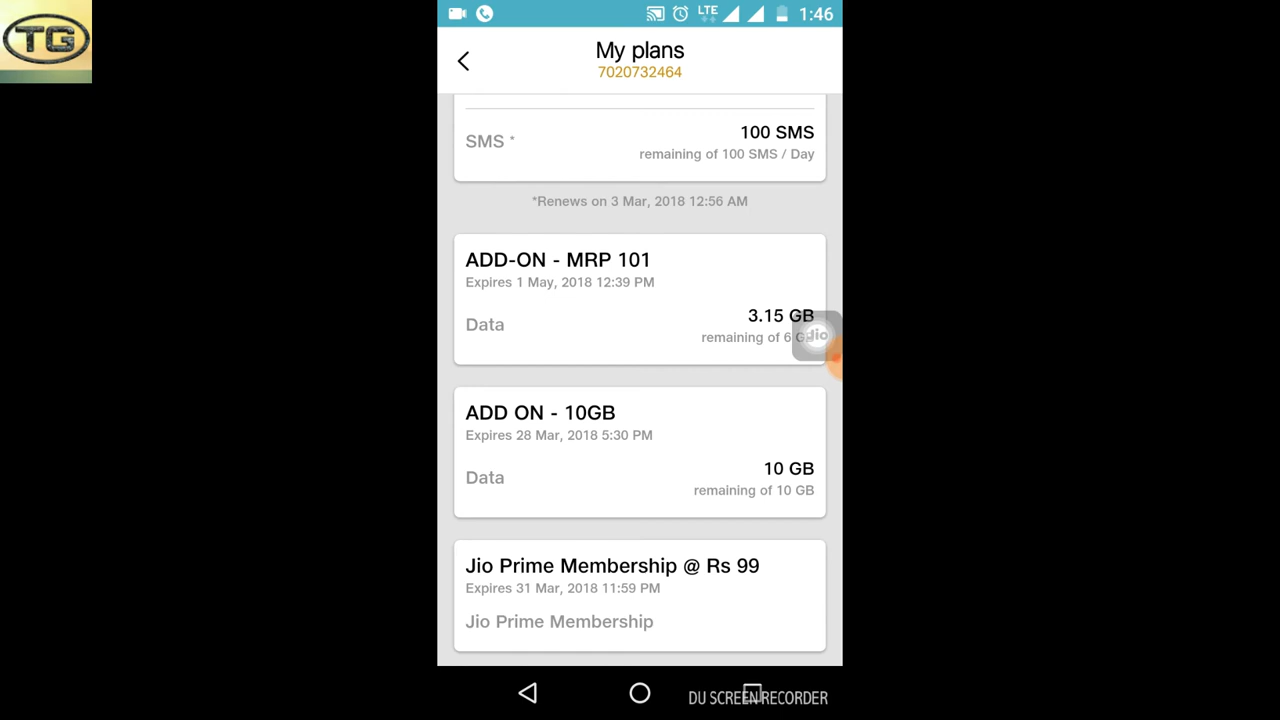 TG
LTE
1:46
My plans
7020732464
SMS *
100 SMS
remaining of 100 SMS / Day
*Renews on 3 Mar, 2018 12:56 AM
ADD-ON - MRP 101
Expires 1 May, 2018 12:39 PM
Data
3.15 GB
remaining of 6
jio
ADD ON - 10GB
Expires 28 Mar, 2018 5:30 PM
Data
10 GB
remaining of 10 GB
Jio Prime Membership @ Rs 99
Expires 31 Mar, 2018 11:59 PM
Jio Prime Membership
DU SCREEN RECORDER